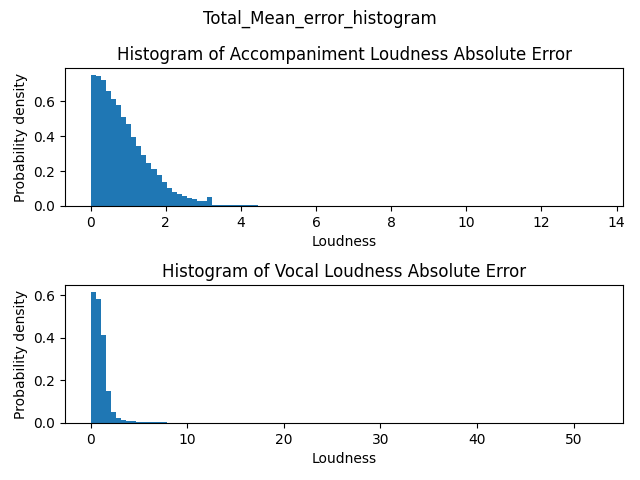 Total_Mean_error_histogram
Histogram of Accompaniment Loudness Absolute Error
Probability density
0.6
0.4
0.2
0.0
0 2 4 6 8 10 12 14
Loudness
Histogram of Vocal Loudness Absolute Error
Probability density
0.6
0.4
0.2
0.0
0 10 20 30 40 50
Loudness